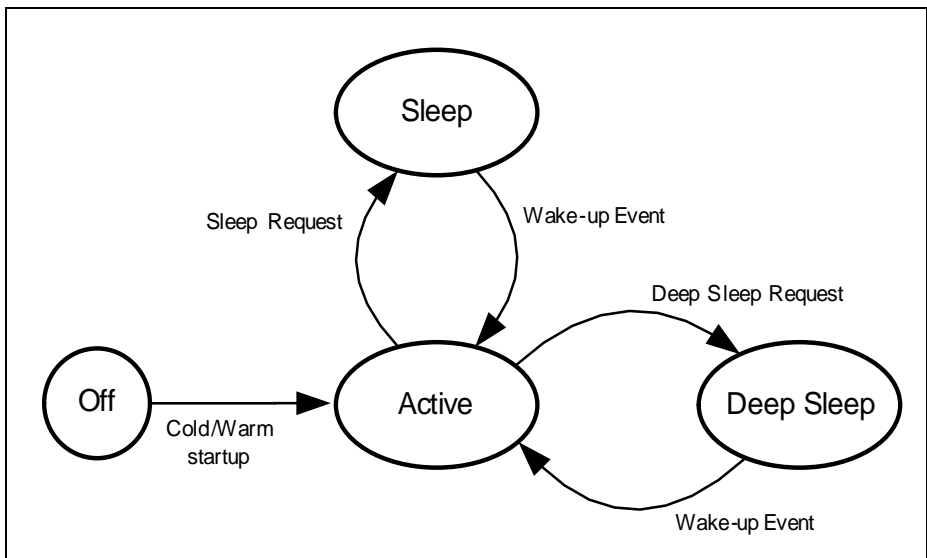 Sleep
Sleep Request
Wake-up Event
Deep Sleep Request
Off
Cold/Warm
startup
Active
Deep Sleep
Wake-up Event